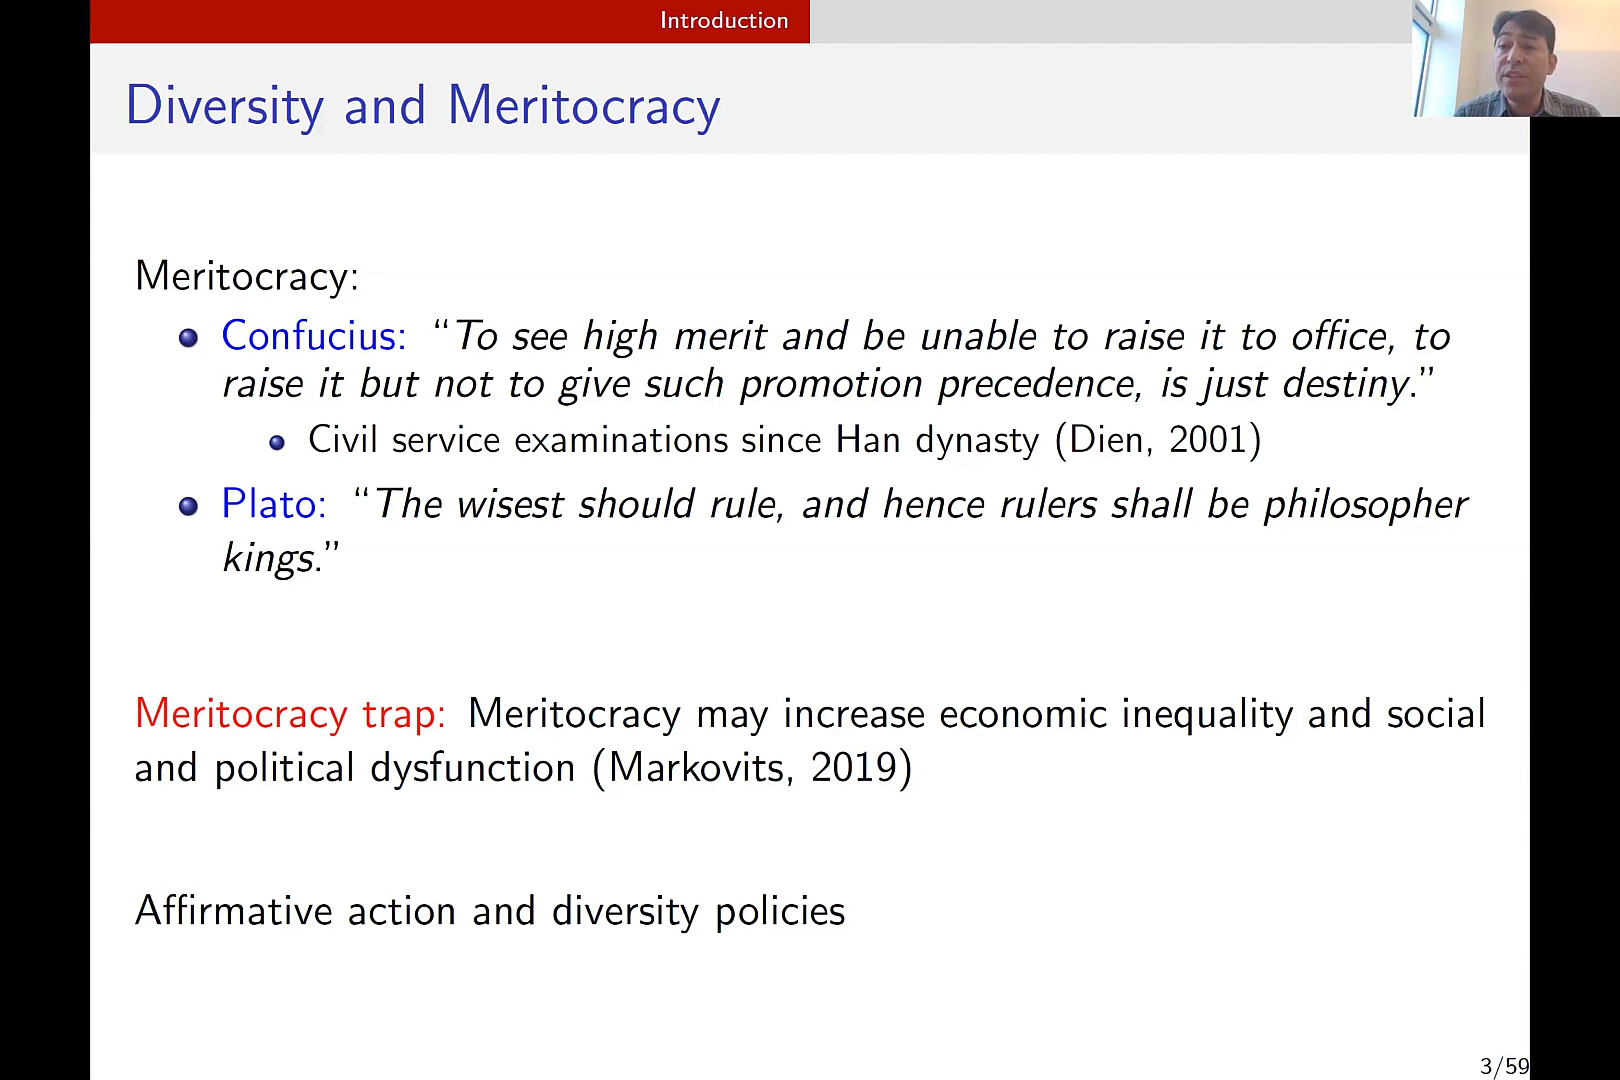 Introduction
Diversity and Meritocracy
Meritocracy:
Confucius: “To see high merit and be unable to raise it to office, to
raise it but not to give such promotion precedence, is just destiny.”
Civil service examinations since Han dynasty (Dien, 2001)
Plato: “The wisest should rule, and hence rulers shall be philosopher
kings.”
Meritocracy trap: Meritocracy may increase economic inequality and social
and political dysfunction (Markovits, 2019)
Affirmative action and diversity policies
3/59